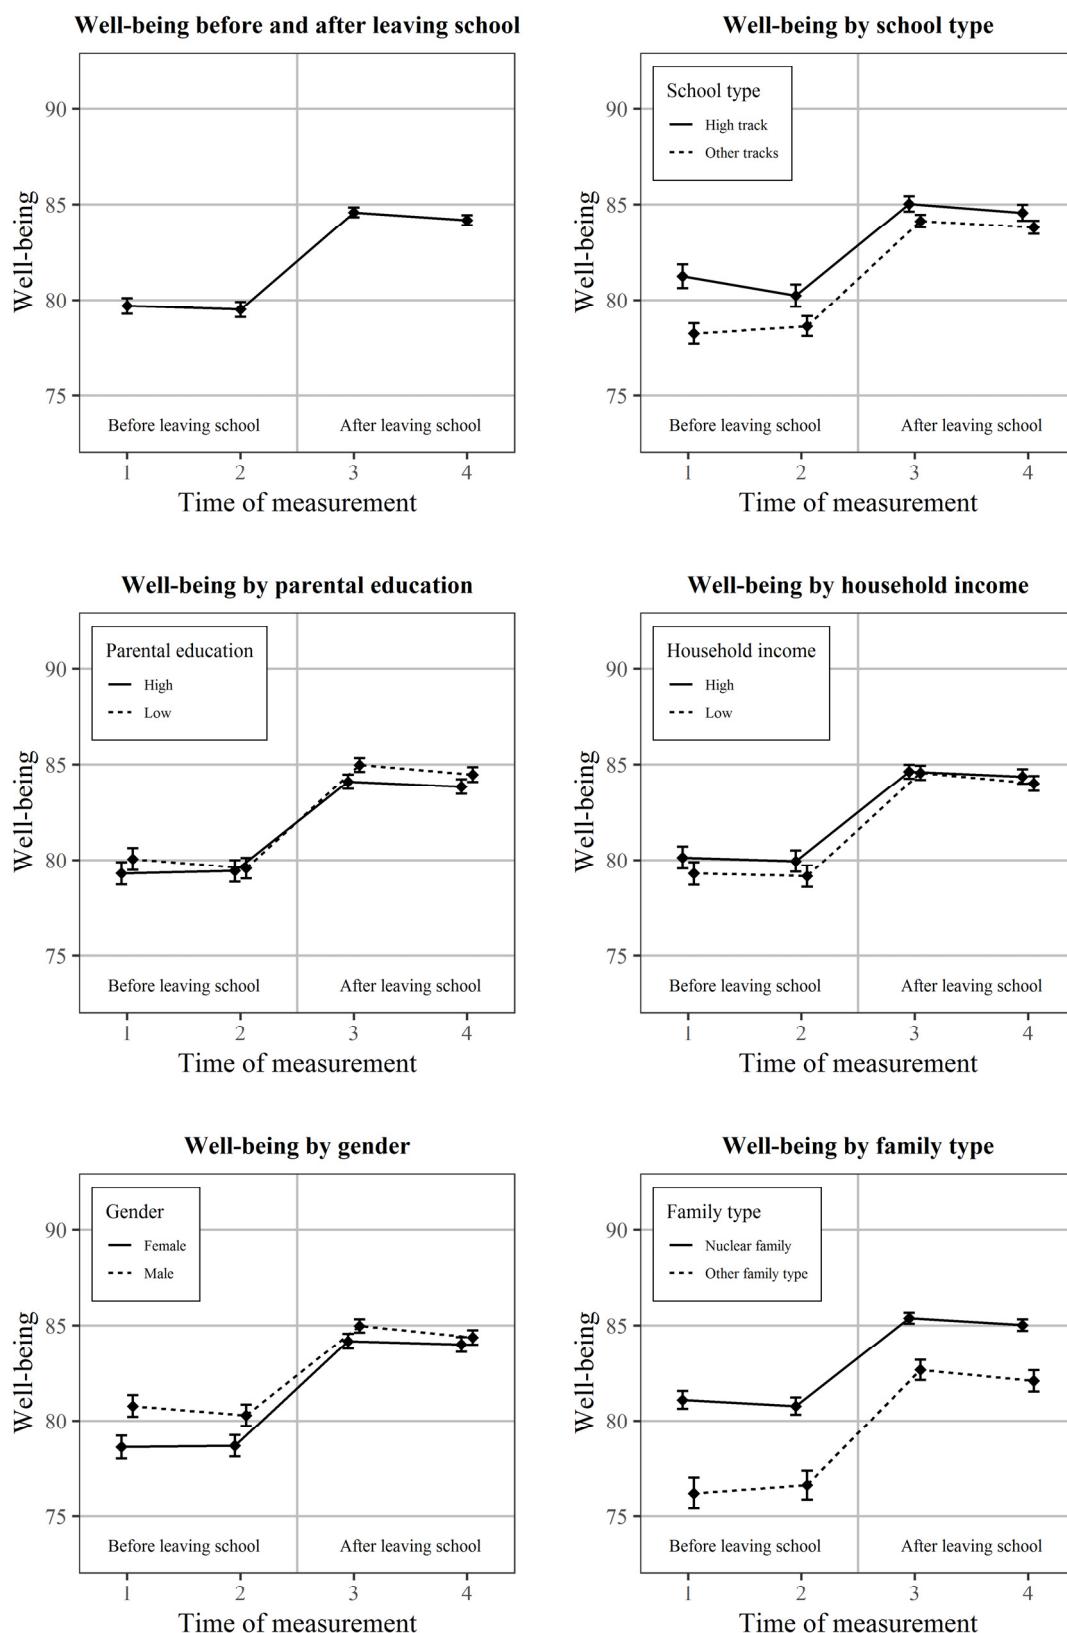 Well-being before and after leaving school
Well-being
90
85
80
75
Before leaving school
After leaving school
1 2 3 4
Time of measurement
Well-being by school type
Well-being
90
85
80
75
School type
High track
Other tracks
Before leaving school
After leaving school
1 2 3 4
Time of measurement
Well-being by parental education
Well-being
90
85
80
75
Parental education
High
Low
Before leaving school
After leaving school
1 2 3 4
Time of measurement
Well-being by household income
Well-being
90
85
80
75
Household income
High
Low
Before leaving school
After leaving school
1 2 3 4
Time of measurement
Well-being by gender
Well-being
90
85
80
75
Gender
Female
Male
Before leaving school
After leaving school
1 2 3 4
Time of measurement
Well-being by family type
Well-being
90
85
80
75
Family type
Nuclear family
Other family type
Before leaving school
After leaving school
1 2 3 4
Time of measurement